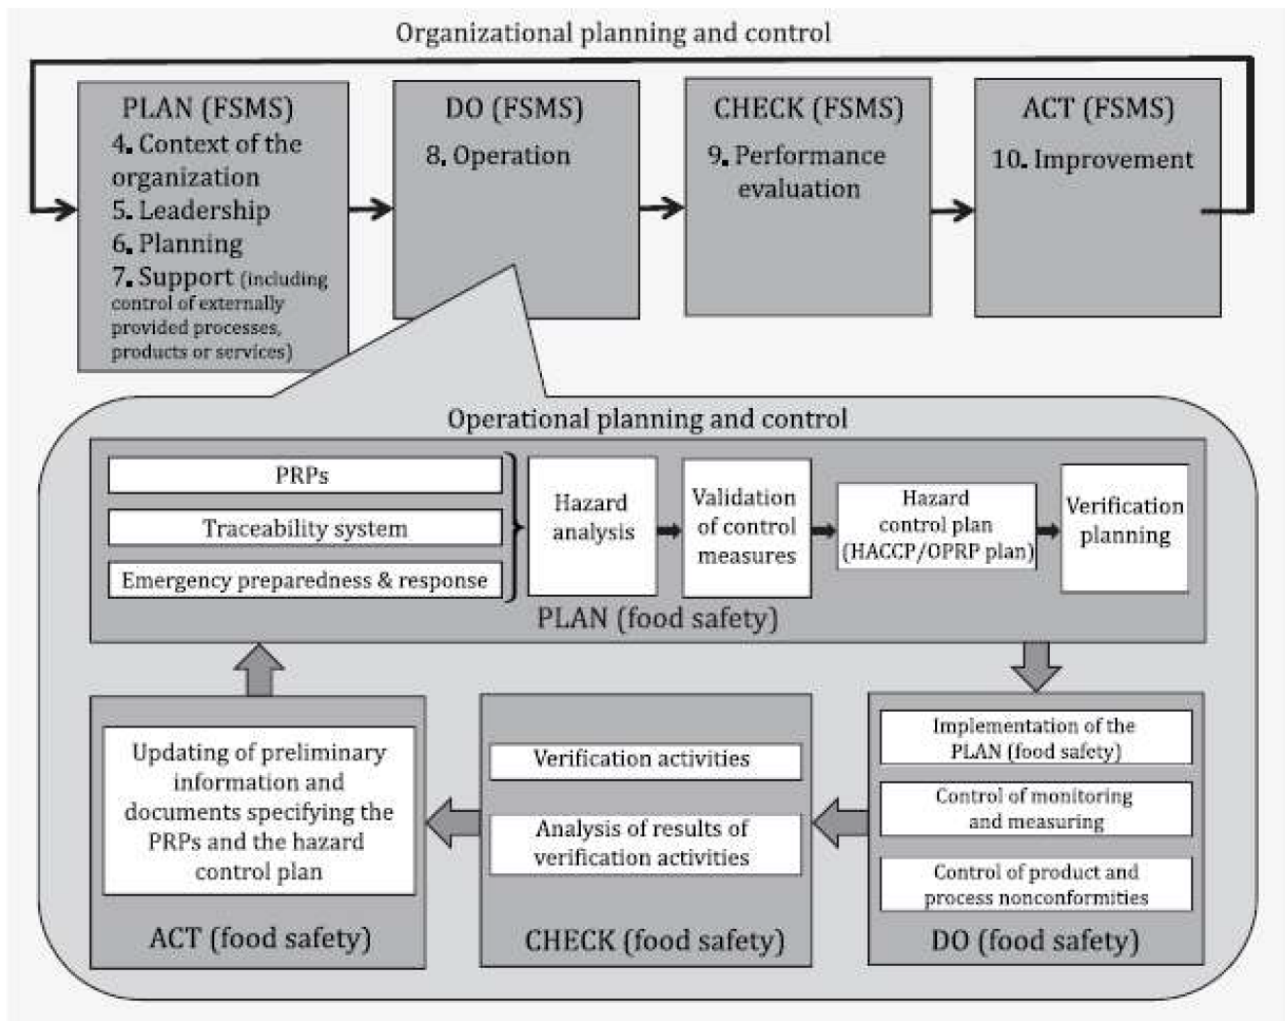 Organizational planning and control
PLAN (FSMS)
4. Context of the
organization
5. Leadership
6. Planning
7. Support (including
control of externally
provided processes,
products or services)
DO (FSMS)
8. Operation
CHECK (FSMS)
9. Performance
evaluation
ACT (FSMS)
10. Improvement
Operational planning and control
PRPs
Traceability system
Emergency preparedness & response
Hazard
analysis
Validation
of control
measures
Hazard
control plan
(HACCP/OPRP plan)
Verification
planning
PLAN (food safety)
Updating of preliminary
information and
documents specifying the
PRPs and the hazard
control plan
ACT (food safety)
Verification activities
Analysis of results of
verification activities
CHECK (food safety)
Implementation of the
PLAN (food safety)
Control of monitoring
and measuring
Control of product and
process nonconformities
DO (food safety)